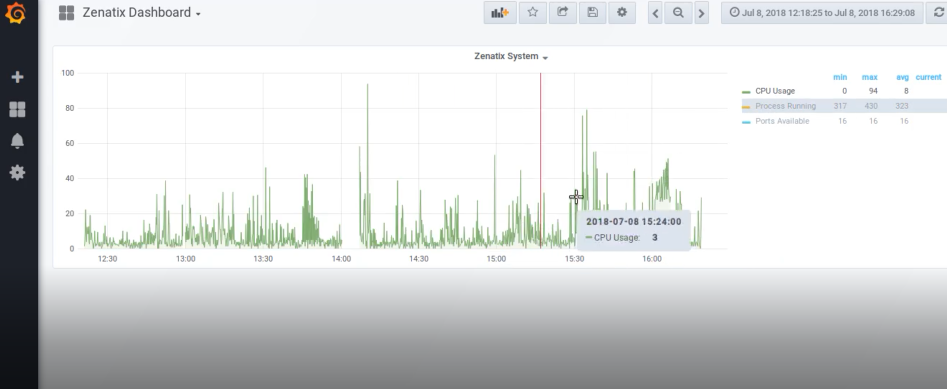 Zenatix Dashboard
Jul 8, 2018 12:18:25 to Jul 8, 2018 16:29:08
Zenatix System
min max avg current
CPU Usage 0 94 8
Process Running 317 430 323
Ports Available 16 16 16
100
80
60
40
20
0
2018-07-08 15:24:00
CPU Usage: 3
12:30 13:00 13:30 14:00 14:30 15:00 15:30 16:00